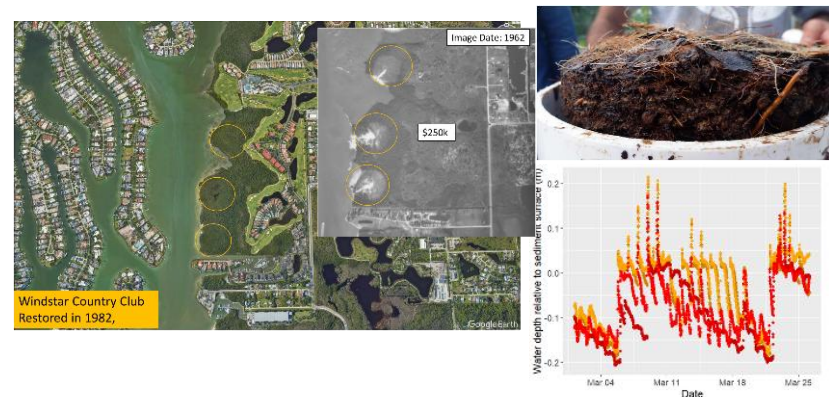 Image Date: 1962
$250k
Windstar Country Club
Restored in 1982,
Google Earth
Water depth relative to sediment surface (m)
0.2
0.1
0.0
-0.1
-0.2
Mar 04
Mar 11
Mar 18
Mar 25
Date